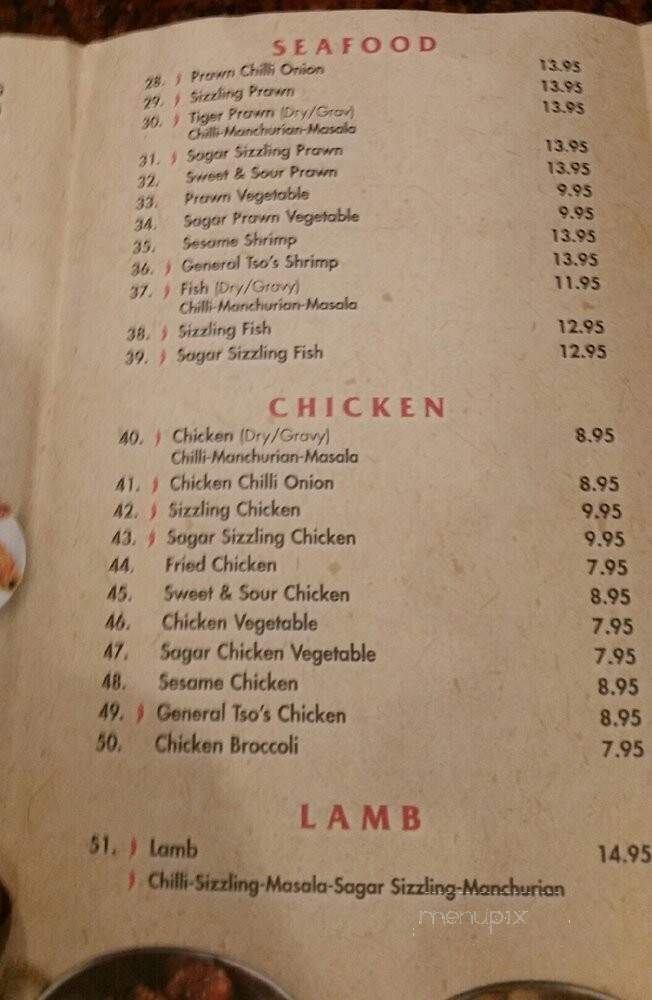 SEAFOOD
28. Prawn Chilli Onion 13.95
29. Sizzling Prawn 13.95
30. Tiger Prawn (Dry/Grav) 13.95
Chilli-Manchurian-Masala
31. Sagar Sizzling Prawn 13.95
32. Sweet & Sour Prawn 13.95
33. Prawn Vegetable 9.95
34. Sagar Prawn Vegetable 9.95
35. Sesame Shrimp 13.95
36. General Tso's Shrimp 13.95
37. Fish (Dry/Gravy) 11.95
Chilli-Manchurian-Masala
38. Sizzling Fish 12.95
39. Sagar Sizzling Fish 12.95
CHICKEN
40. Chicken (Dry/Gravy) 8.95
Chilli-Manchurian-Masala
41. Chicken Chilli Onion 8.95
42. Sizzling Chicken 9.95
43. Sagar Sizzling Chicken 9.95
44. Fried Chicken 7.95
45. Sweet & Sour Chicken 8.95
46. Chicken Vegetable 7.95
47. Sagar Chicken Vegetable 7.95
48. Sesame Chicken 8.95
49. General Tso's Chicken 8.95
50. Chicken Broccoli 7.95
LAMB
51. Lamb 14.95
Chilli-Sizzling-Masala-Sagar Sizzling-Manchurian
menupix